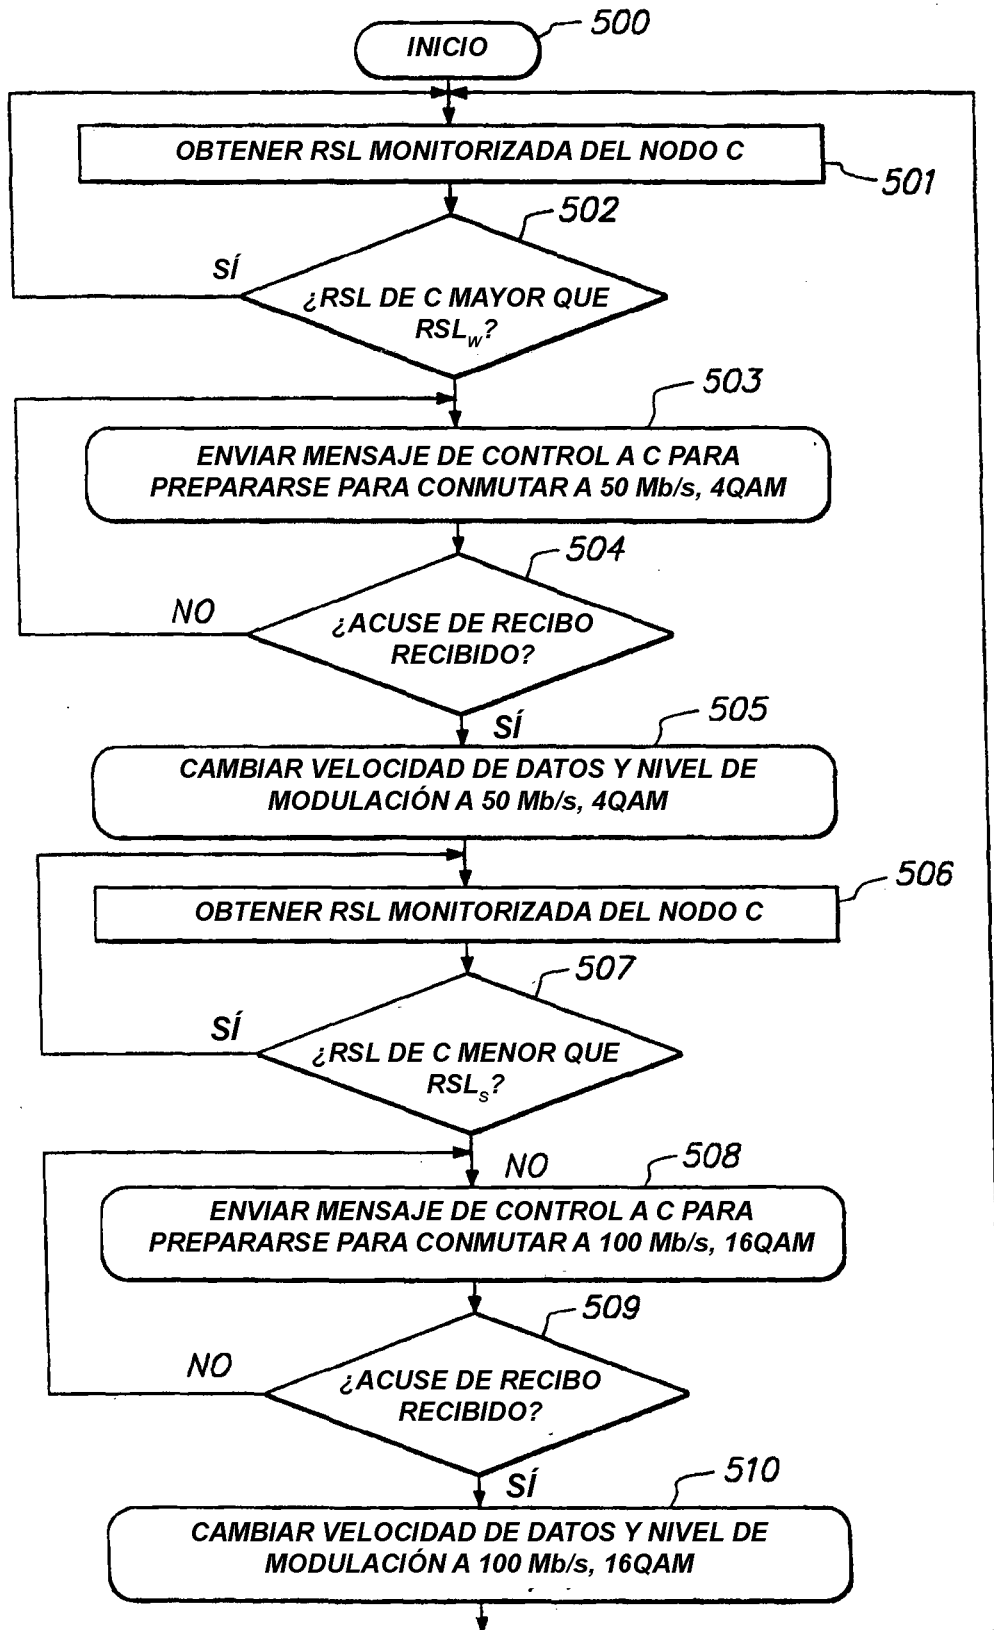 500
INICIO
OBTENER RSL MONITORIZADA DEL NODO C
501
502
SÍ
¿RSL DE C MAYOR QUE
RSLw?
503
ENVIAR MENSAJE DE CONTROL A C PARA
PREPARARSE PARA CONMUTAR A 50 Mb/s, 4QAM
504
NO
¿ACUSE DE RECIBO
RECIBIDO?
SÍ
505
CAMBIAR VELOCIDAD DE DATOS Y NIVEL DE
MODULACIÓN A 50 Mb/s, 4QAM
506
OBTENER RSL MONITORIZADA DEL NODO C
507
SÍ
¿RSL DE C MENOR QUE
RSLs?
NO
508
ENVIAR MENSAJE DE CONTROL A C PARA
PREPARARSE PARA CONMUTAR A 100 Mb/s, 16QAM
509
NO
¿ACUSE DE RECIBO
RECIBIDO?
SÍ
510
CAMBIAR VELOCIDAD DE DATOS Y NIVEL DE
MODULACIÓN A 100 Mb/s, 16QAM